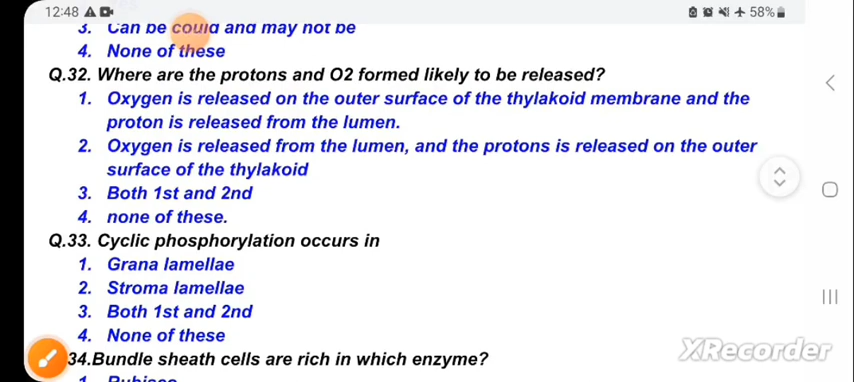 12:48
58%
3. Can be could and may not be
4. None of these
Q.32. Where are the protons and O2 formed likely to be released?
1. Oxygen is released on the outer surface of the thylakoid membrane and the
proton is released from the lumen.
2. Oxygen is released from the lumen, and the protons is released on the outer
surface of the thylakoid
3. Both 1st and 2nd
4. none of these.
Q.33. Cyclic phosphorylation occurs in
1. Grana lamellae
2. Stroma lamellae
3. Both 1st and 2nd
4. None of these
34.Bundle sheath cells are rich in which enzyme?
1. Rubisco
XRecorder